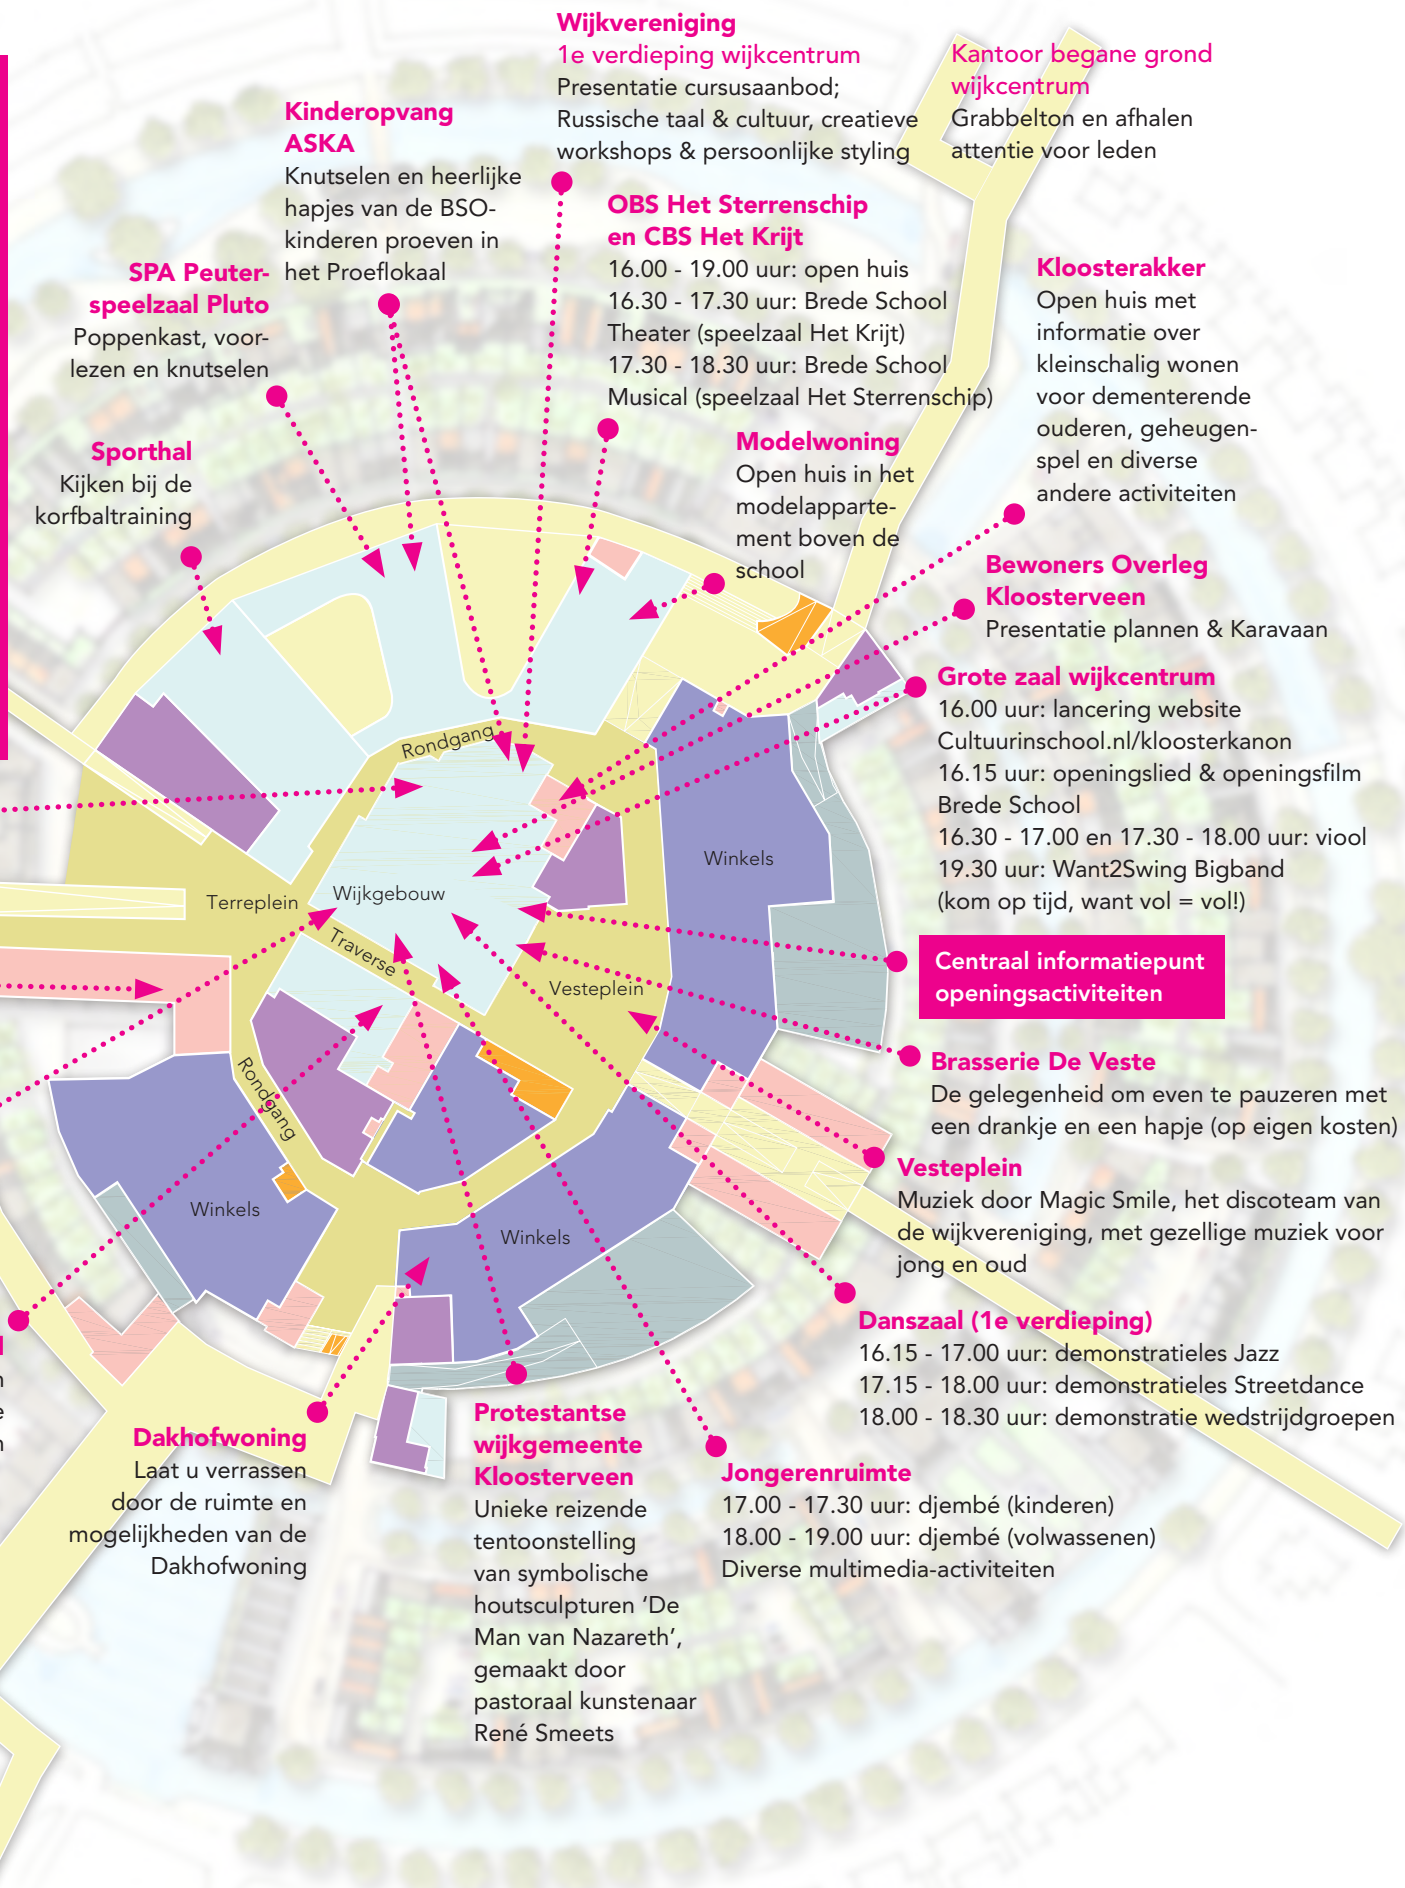 Wijkvereniging
1e verdieping wijkcentrum
Presentatie cursusaanbod;
Russische taal & cultuur, creatieve
workshops & persoonlijke styling
Kantoor begane grond
wijkcentrum
Grabbelton en afhalen
attentie voor leden
Kinderopvang
ASKA
Knutselen en heerlijke
hapjes van de BSO-
kinderen proeven in
het Proeflokaal
OBS Het Sterrenschip
en CBS Het Krijt
16.00 - 19.00 uur: open huis
16.30 - 17.30 uur: Brede School
Theater (speelzaal Het Krijt)
17.30 - 18.30 uur: Brede School
Musical (speelzaal Het Sterrenschip)
SPA Peuter-
speelzaal Pluto
Poppenkast, voor-
lezen en knutselen
Kloosterakker
Open huis met
informatie over
kleinschalig wonen
voor dementerende
ouderen, geheugen-
spel en diverse
andere activiteiten
Sporthal
Kijken bij de
korfbaltraining
Modelwoning
Open huis in het
modelapparte-
ment boven de
school
Bewoners Overleg
Kloosterveen
Presentatie plannen & Karavaan
Grote zaal wijkcentrum
16.00 uur: lancering website
Cultuurinschool.nl/kloosterkanon
16.15 uur: openingslied & openingsfilm
Brede School
16.30 - 17.00 en 17.30 - 18.00 uur: viool
19.30 uur: Want2Swing Bigband
(kom op tijd, want vol = vol!)
Rondgang
Winkels
Wijkgebouw
Terreplein
Traverse
Vesteplein
Centraal informatiepunt
openingsactiviteiten
Brasserie De Veste
De gelegenheid om even te pauzeren met
een drankje en een hapje (op eigen kosten)
Rondgang
Vesteplein
Muziek door Magic Smile, het discoteam van
de wijkvereniging, met gezellige muziek voor
jong en oud
Winkels
Winkels
Danszaal (1e verdieping)
16.15 - 17.00 uur: demonstratieles Jazz
17.15 - 18.00 uur: demonstratieles Streetdance
18.00 - 18.30 uur: demonstratie wedstrijdgroepen
Dakhofwoning
Laat u verrassen
door de ruimte en
mogelijkheden van de
Dakhofwoning
Protestantse
wijkgemeente
Kloosterveen
Unieke reizende
tentoonstelling
van symbolische
houtsculpturen ‘De
Man van Nazareth’,
gemaakt door
pastoraal kunstenaar
René Smeets
Jongerenruimte
17.00 - 17.30 uur: djembé (kinderen)
18.00 - 19.00 uur: djembé (volwassenen)
Diverse multimedia-activiteiten